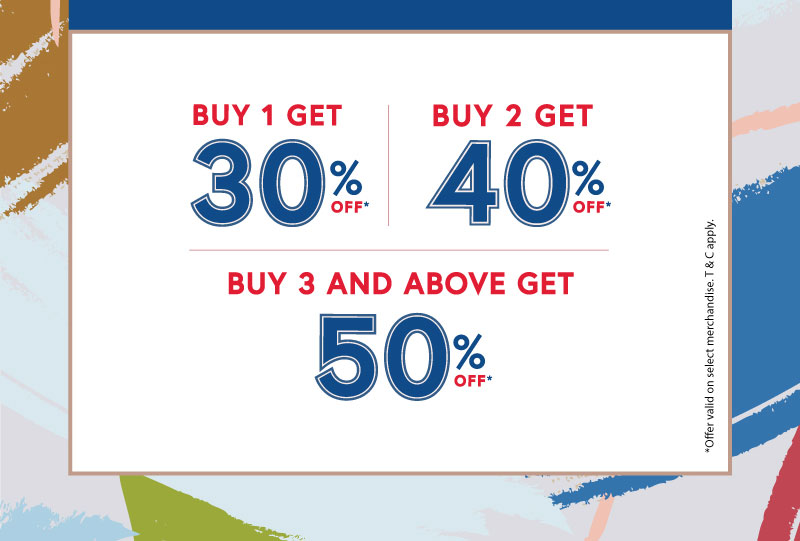 BUY 1 GET
30%
OFF*
BUY 2 GET
40%
OFF*
BUY 3 AND ABOVE GET
50%
OFF*
*Offer valid on select merchandise. T & C apply.